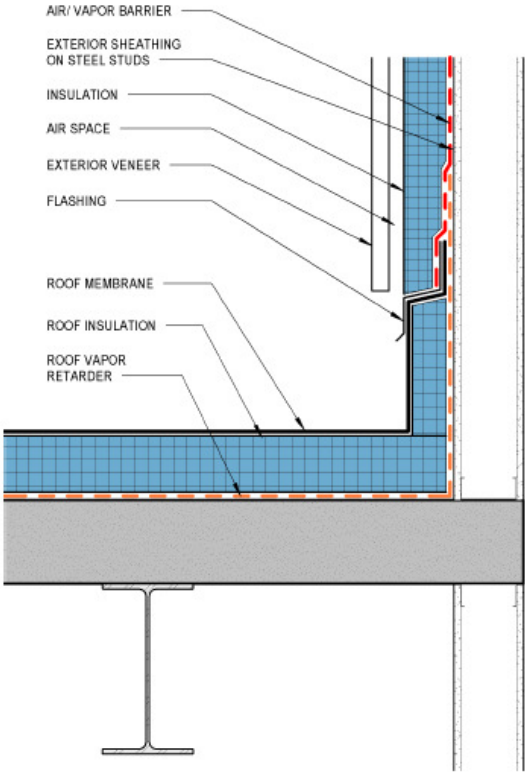 AIR/ VAPOR BARRIER
EXTERIOR SHEATHING
ON STEEL STUDS
INSULATION
AIR SPACE
EXTERIOR VENEER
FLASHING
ROOF MEMBRANE
ROOF INSULATION
ROOF VAPOR
RETARDER